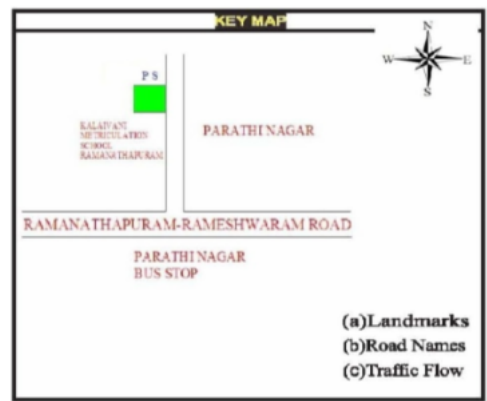 KEY MAP
N
W
E
S
P S
KALAIVANI
METRICULATION
SCHOOL
RAMANATHAPURAM
PARATHI NAGAR
RAMANATHAPURAM-RAMESHWARAM ROAD
PARATHI NAGAR
BUS STOP
(a)Landmarks
(b)Road Names
(c)Traffic Flow